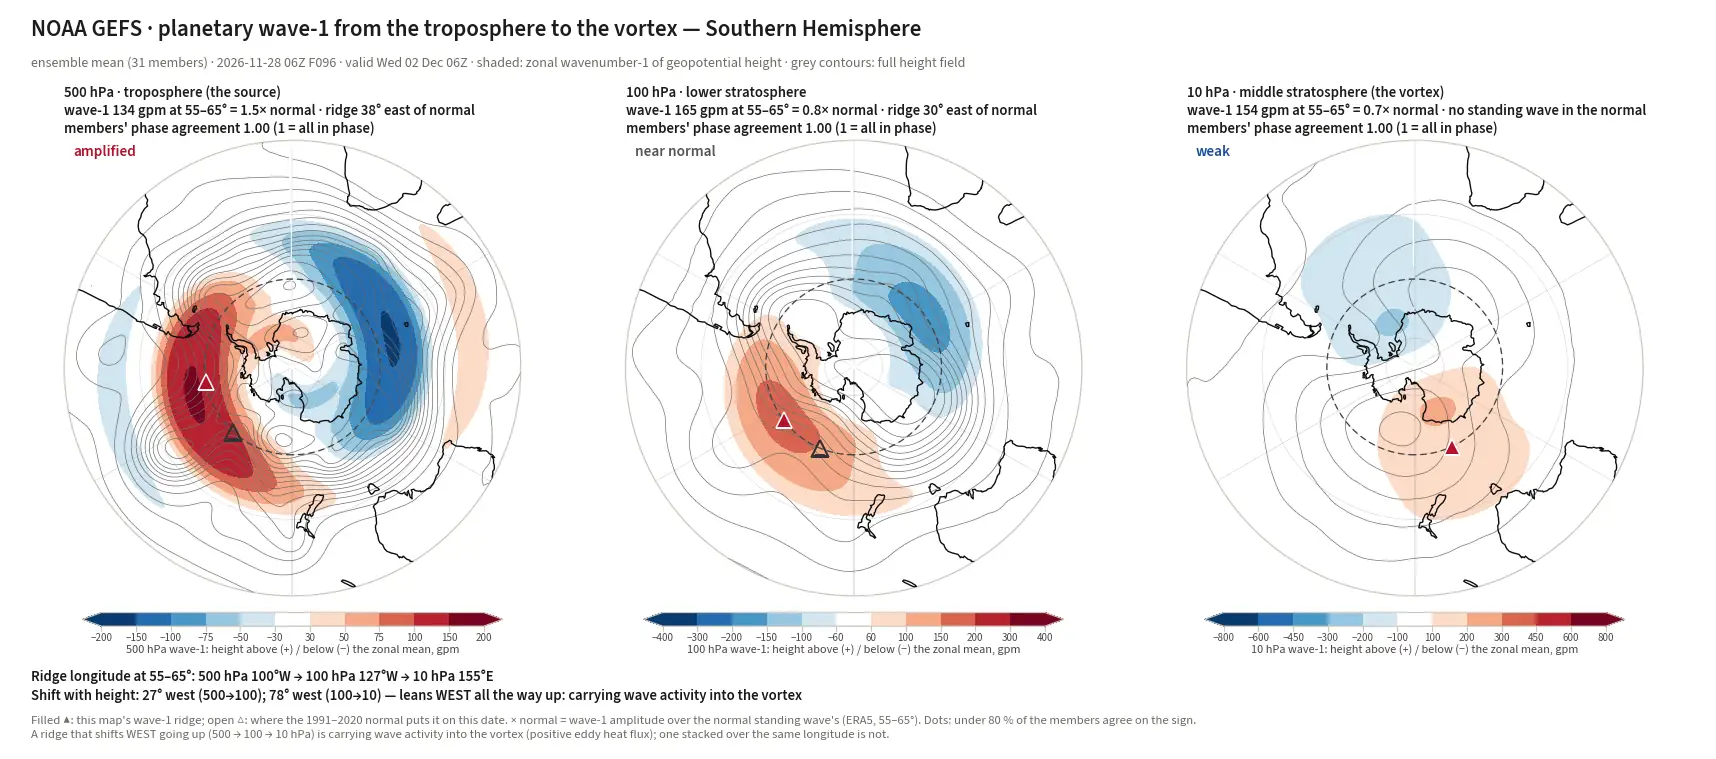 NOAA GEFS · planetary wave-1 from the troposphere to the vortex — Southern Hemisphere
ensemble mean (31 members) · 2026-11-28 06Z F096 · valid Wed 02 Dec 06Z · shaded: zonal wavenumber-1 of geopotential height · grey contours: full height field
500 hPa · troposphere (the source)
wave-1 134 gpm at 55–65° = 1.5× normal · ridge 38° east of normal
members' phase agreement 1.00 (1 = all in phase)
amplified
100 hPa · lower stratosphere
wave-1 165 gpm at 55–65° = 0.8× normal · ridge 30° east of normal
members' phase agreement 1.00 (1 = all in phase)
near normal
10 hPa · middle stratosphere (the vortex)
wave-1 154 gpm at 55–65° = 0.7× normal · no standing wave in the normal
members' phase agreement 1.00 (1 = all in phase)
weak
−200 −150 −100 −75 −50 −30 30 50 75 100 150 200
500 hPa wave-1: height above (+) / below (−) the zonal mean, gpm
−400 −300 −200 −150 −100 −60 60 100 150 200 300 400
100 hPa wave-1: height above (+) / below (−) the zonal mean, gpm
−800 −600 −450 −300 −200 −100 100 200 300 450 600 800
10 hPa wave-1: height above (+) / below (−) the zonal mean, gpm
Ridge longitude at 55–65°: 500 hPa 100°W → 100 hPa 127°W → 10 hPa 155°E
Shift with height: 27° west (500→100); 78° west (100→10) — leans WEST all the way up: carrying wave activity into the vortex
Filled ▲: this map's wave-1 ridge; open △: where the 1991–2020 normal puts it on this date. × normal = wave-1 amplitude over the normal standing wave's (ERA5, 55–65°). Dots: under 80 % of the members agree on the sign.
A ridge that shifts WEST going up (500 → 100 → 10 hPa) is carrying wave activity into the vortex (positive eddy heat flux); one stacked over the same longitude is not.